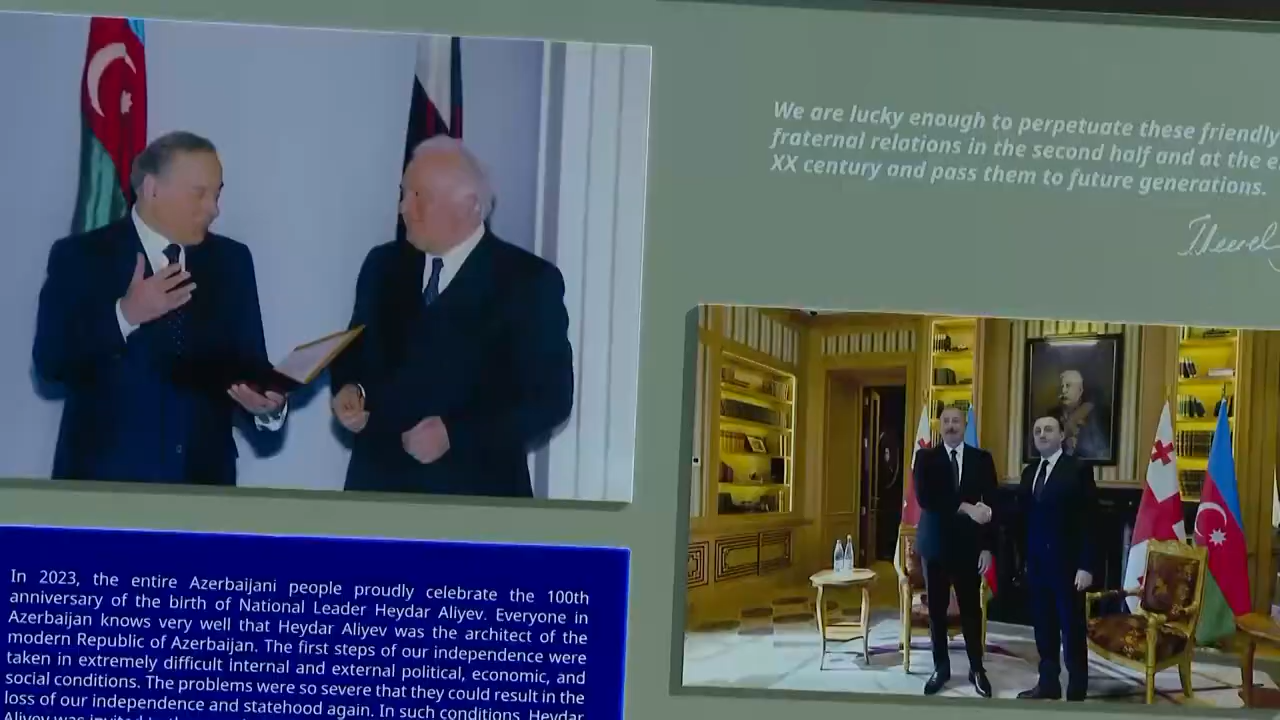 We are lucky enough to perpetuate these friendly
fraternal relations in the second half and at the e
XX century and pass them to future generations.
In 2023, the entire Azerbaijani people proudly celebrate the 100th
anniversary of the birth of National Leader Heydar Aliyev. Everyone in
Azerbaijan knows very well that Heydar Aliyev was the architect of the
modern Republic of Azerbaijan. The first steps of our independence were
taken in extremely difficult internal and external political, economic, and
social conditions. The problems were so severe that they could result in the
loss of our independence and statehood again. In such conditions, Heydar
Aliyev was invited